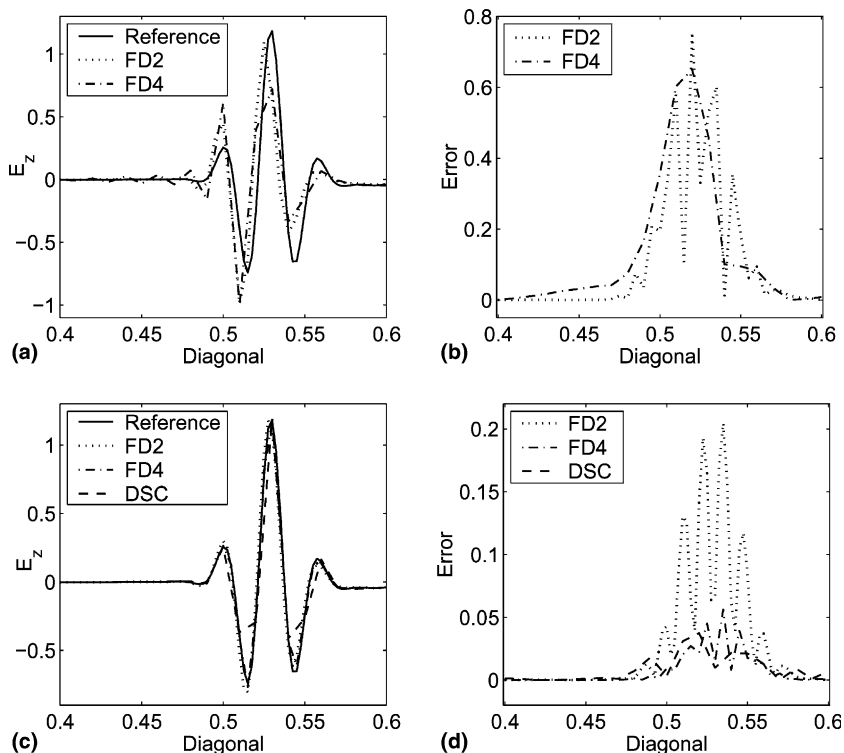 Reference
FD2
FD4
1
0.5
0
−0.5
−1
E_z
0.4
0.45
0.5
0.55
0.6
(a)
Diagonal
FD2
FD4
0.8
0.6
0.4
0.2
0
Error
0.4
0.45
0.5
0.55
0.6
(b)
Diagonal
Reference
FD2
FD4
DSC
1
0.5
0
−0.5
E_z
0.4
0.45
0.5
0.55
0.6
(c)
Diagonal
FD2
FD4
DSC
0.2
0.15
0.1
0.05
0
Error
0.4
0.45
0.5
0.55
0.6
(d)
Diagonal